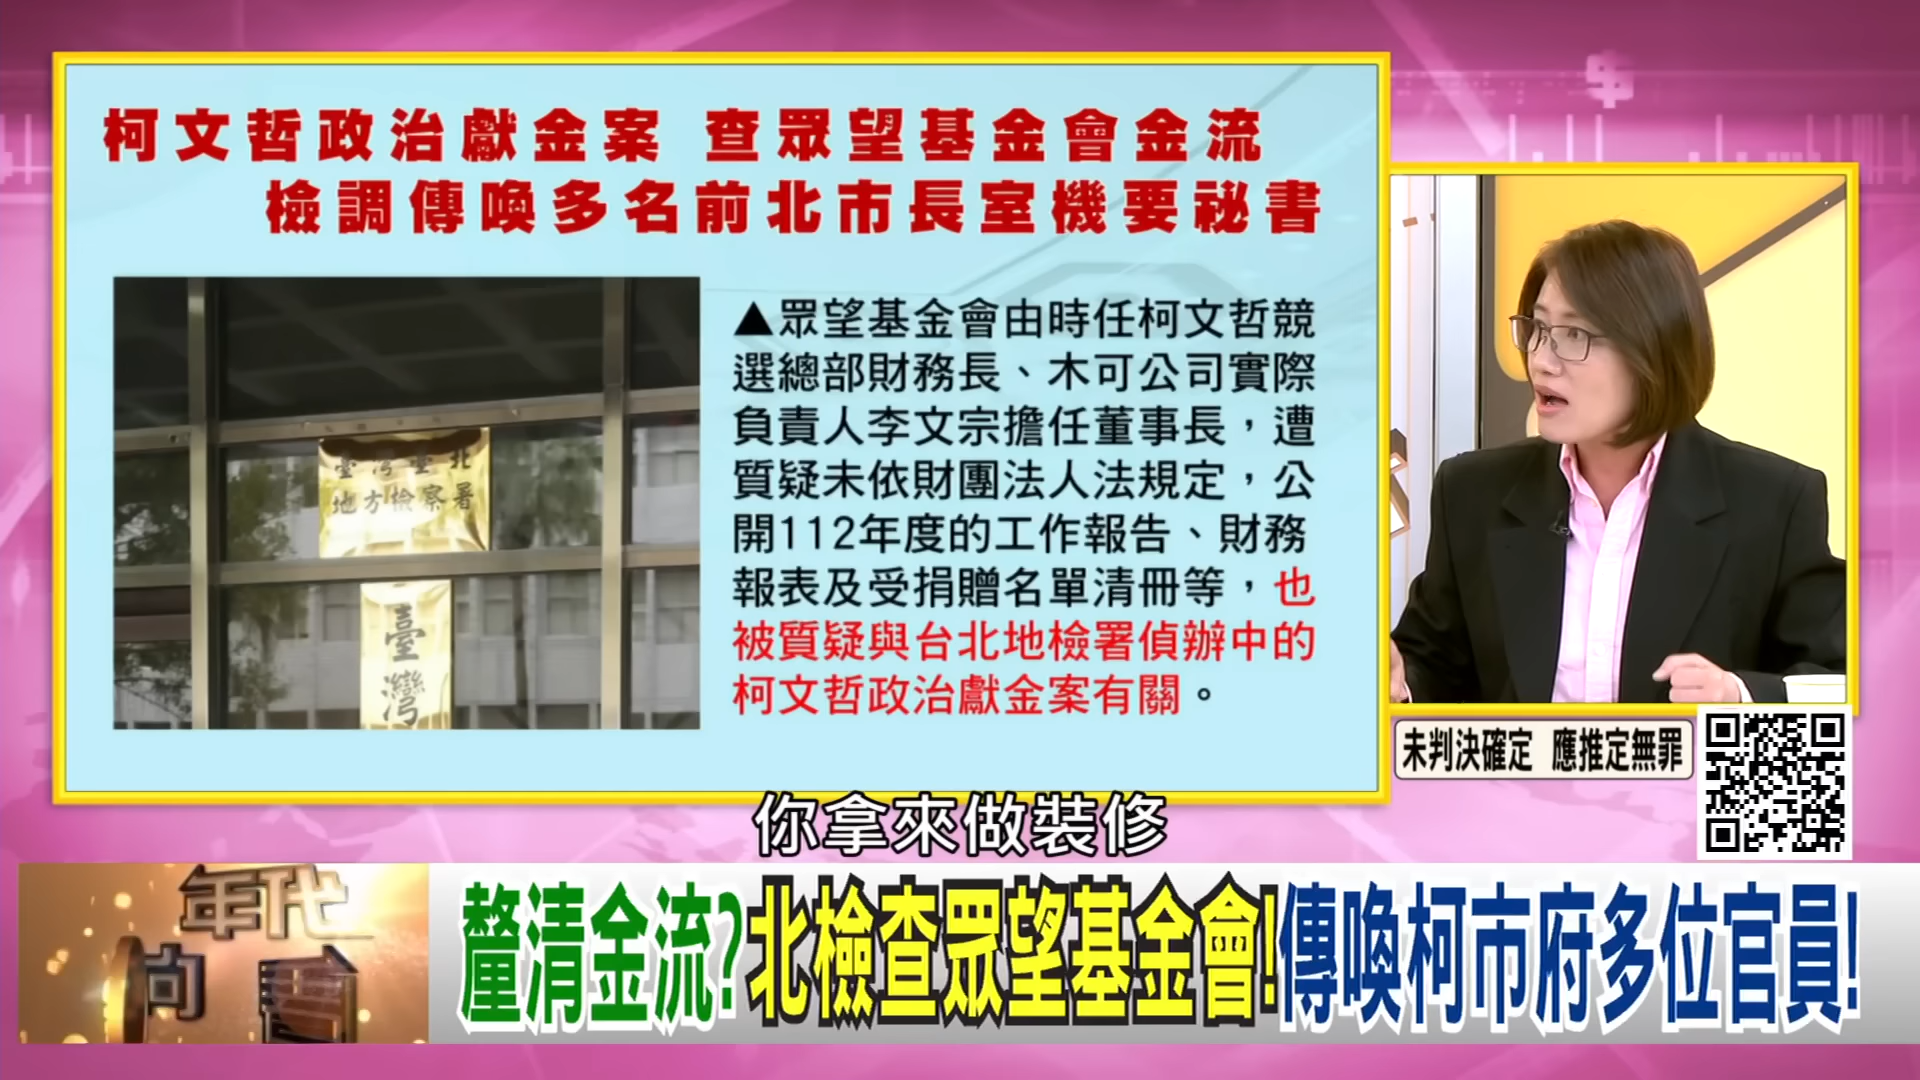 柯文哲政治獻金案 查眾望基金會金流
檢調傳喚多名前北市長室機要祕書
臺灣臺北
地方檢察署
臺灣
▲眾望基金會由時任柯文哲競
選總部財務長、木可公司實際
負責人李文宗擔任董事長，遭
質疑未依財團法人法規定，公
開112年度的工作報告、財務
報表及受捐贈名單清冊等，也
被質疑與台北地檢署偵辦中的
柯文哲政治獻金案有關。
未判決確定 應推定無罪
你拿來做裝修
年代
向
釐清金流?北檢查眾望基金會!傳喚柯市府多位官員!